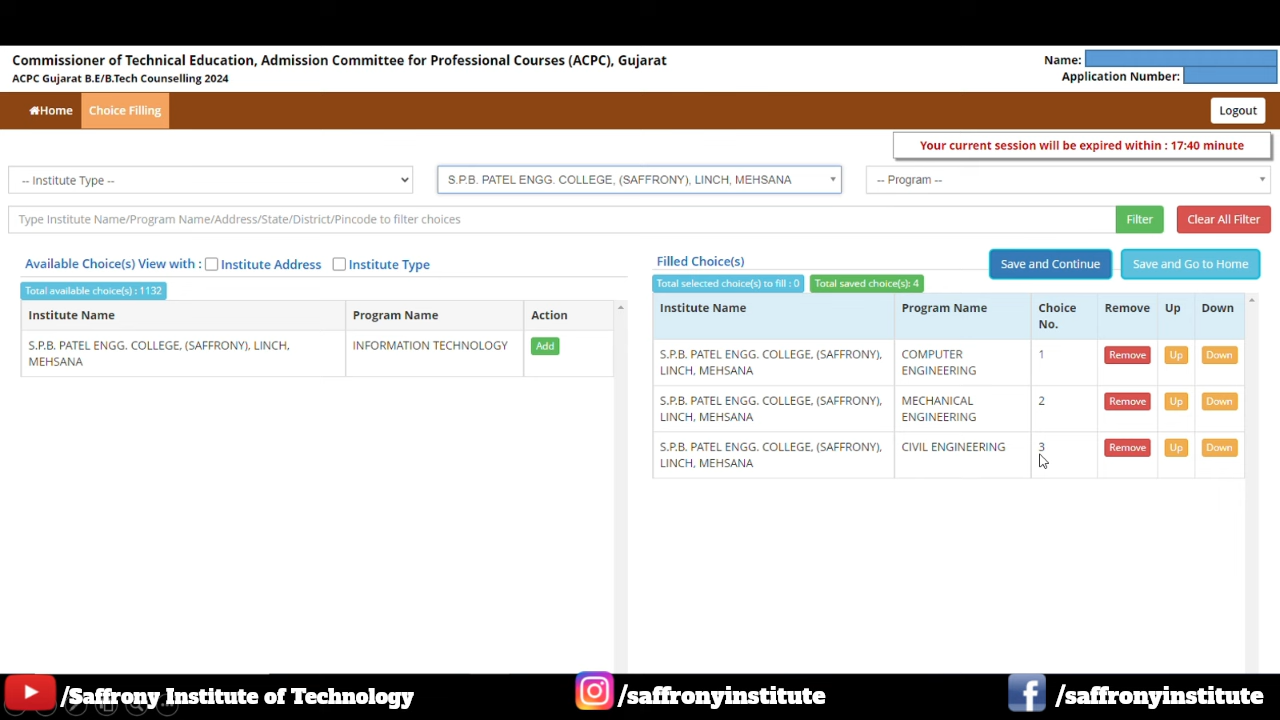 Commissioner of Technical Education, Admission Committee for Professional Courses (ACPC), Gujarat
ACPC Gujarat B.E/B.Tech Counselling 2024
Name:
Application Number:
Home
Choice Filling
Logout
Your current session will be expired within : 17:40 minute
-- Institute Type --
S.P.B. PATEL ENGG. COLLEGE, (SAFFRONY), LINCH, MEHSANA
-- Program --
Type Institute Name/Program Name/Address/State/District/Pincode to filter choices
Filter
Clear All Filter
Available Choice(s) View with : Institute Address Institute Type
Total available choice(s) : 1132
Institute Name Program Name Action
S.P.B. PATEL ENGG. COLLEGE, (SAFFRONY), LINCH,
MEHSANA
INFORMATION TECHNOLOGY
Add
Filled Choice(s)
Save and Continue
Save and Go to Home
Total selected choice(s) to fill : 0
Total saved choice(s): 4
Institute Name Program Name Choice
No.
Remove Up Down
S.P.B. PATEL ENGG. COLLEGE, (SAFFRONY),
LINCH, MEHSANA
COMPUTER
ENGINEERING
1
Remove Up Down
S.P.B. PATEL ENGG. COLLEGE, (SAFFRONY),
LINCH, MEHSANA
MECHANICAL
ENGINEERING
2
Remove Up Down
S.P.B. PATEL ENGG. COLLEGE, (SAFFRONY),
LINCH, MEHSANA
CIVIL ENGINEERING
3
Remove Up Down
/Saffrony Institute of Technology
/saffronyinstitute
/saffronyinstitute